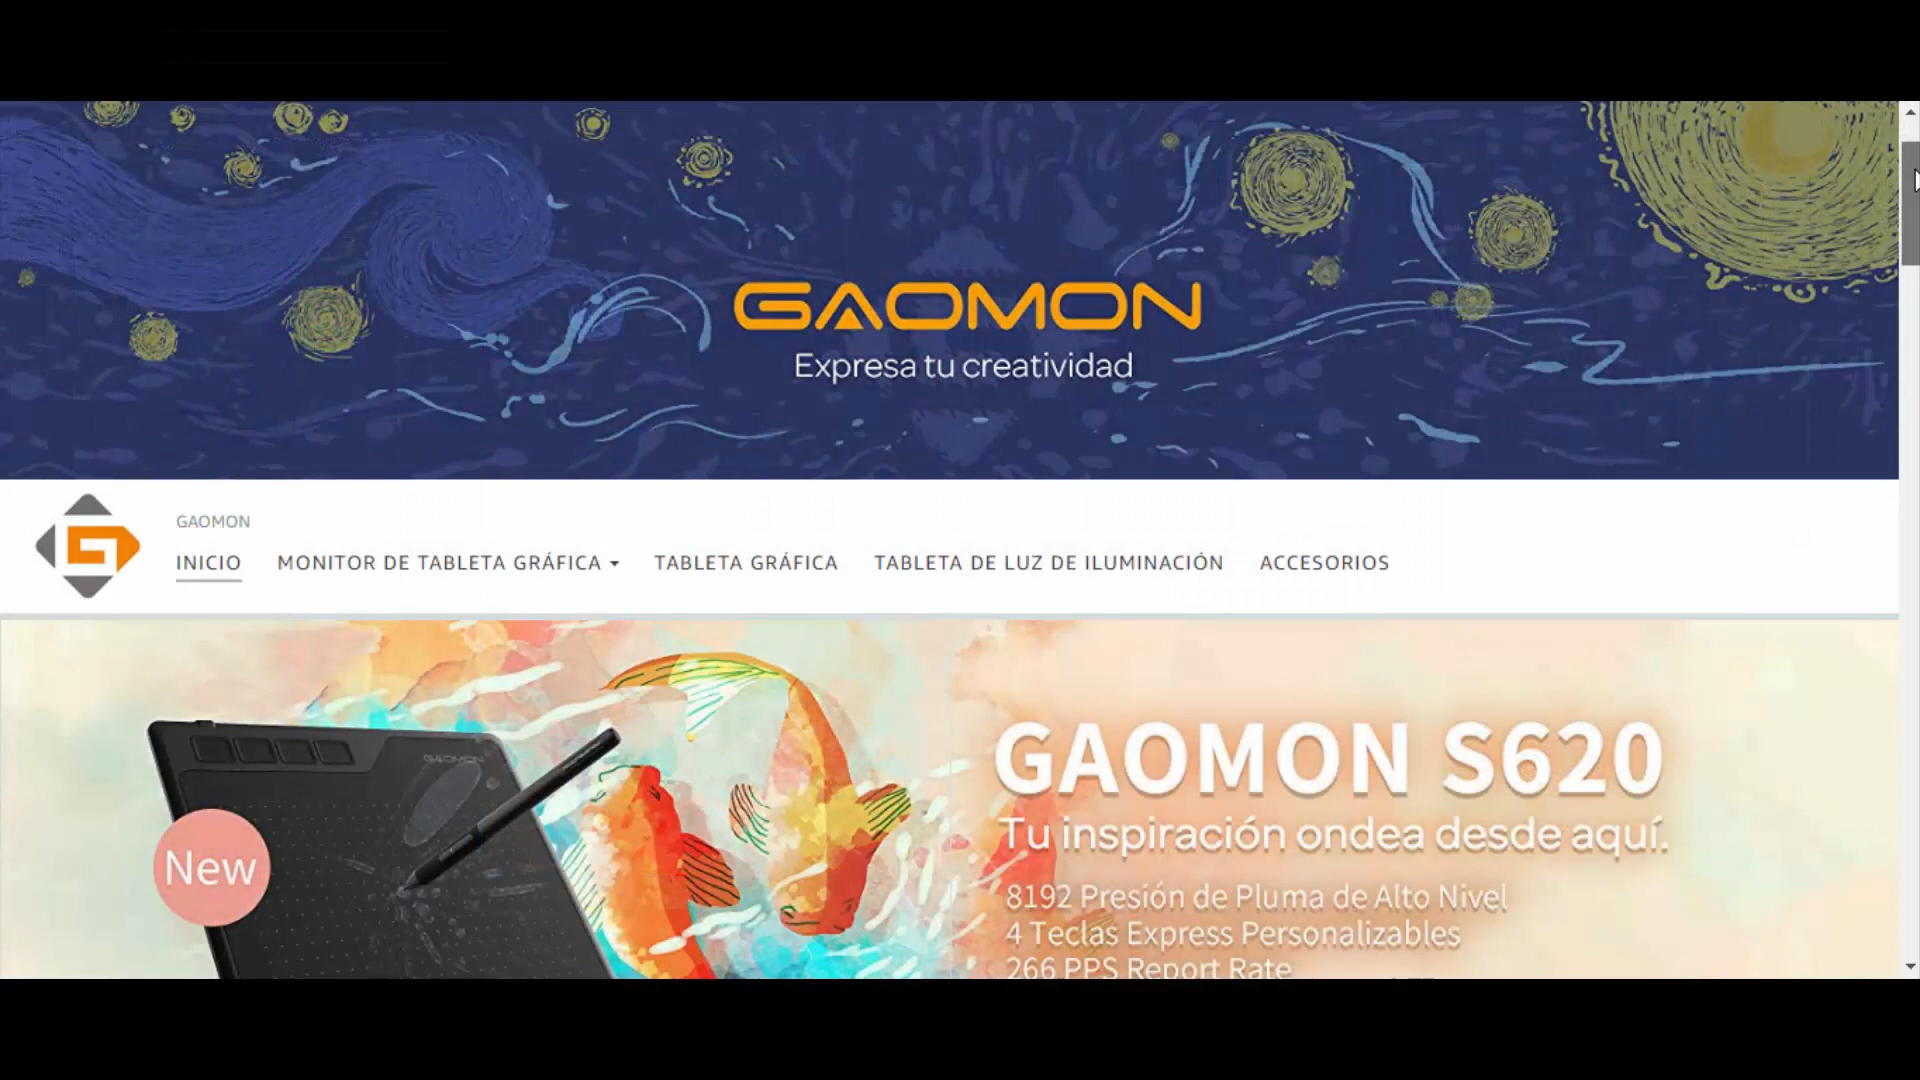 GAOMON
Expresa tu creatividad
GAOMON
INICIO MONITOR DE TABLETA GRÁFICA TABLETA GRÁFICA TABLETA DE LUZ DE ILUMINACIÓN ACCESORIOS
GAOMON
New
GAOMON S620
Tu inspiración ondea desde aquí.
8192 Presión de Pluma de Alto Nivel
4 Teclas Express Personalizables
266 PPS Report Rate